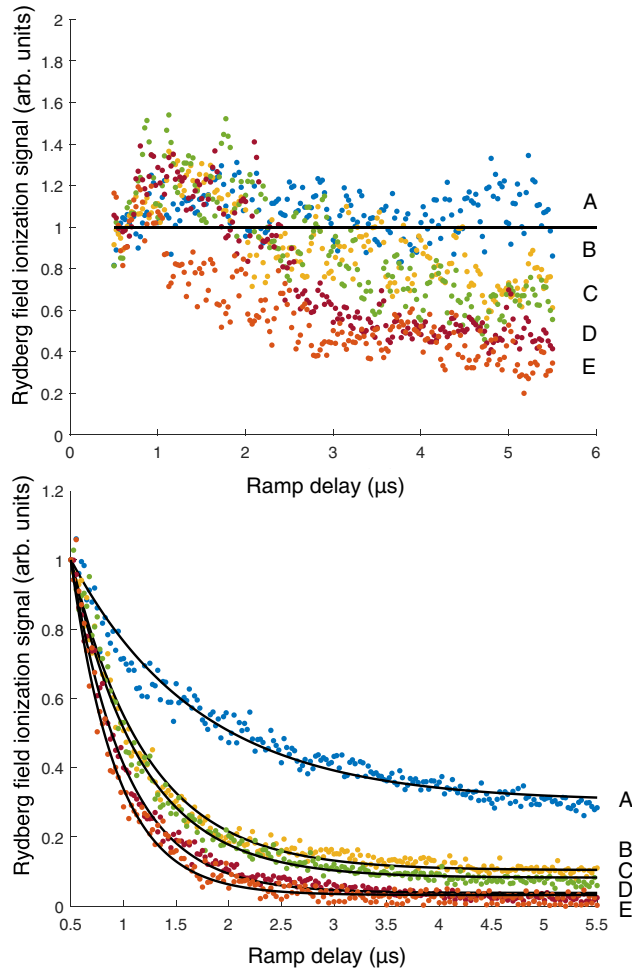 Rydberg field ionization signal (arb. units)
2
1.8
1.6
1.4
1.2
1
0.8
0.6
0.4
0.2
0
A
B
C
D
E
0 1 2 3 4 5 6
Ramp delay (μs)
Rydberg field ionization signal (arb. units)
1.2
1
0.8
0.6
0.4
0.2
0
A
B
C
D
E
0.5 1 1.5 2 2.5 3 3.5 4 4.5 5 5.5
Ramp delay (μs)